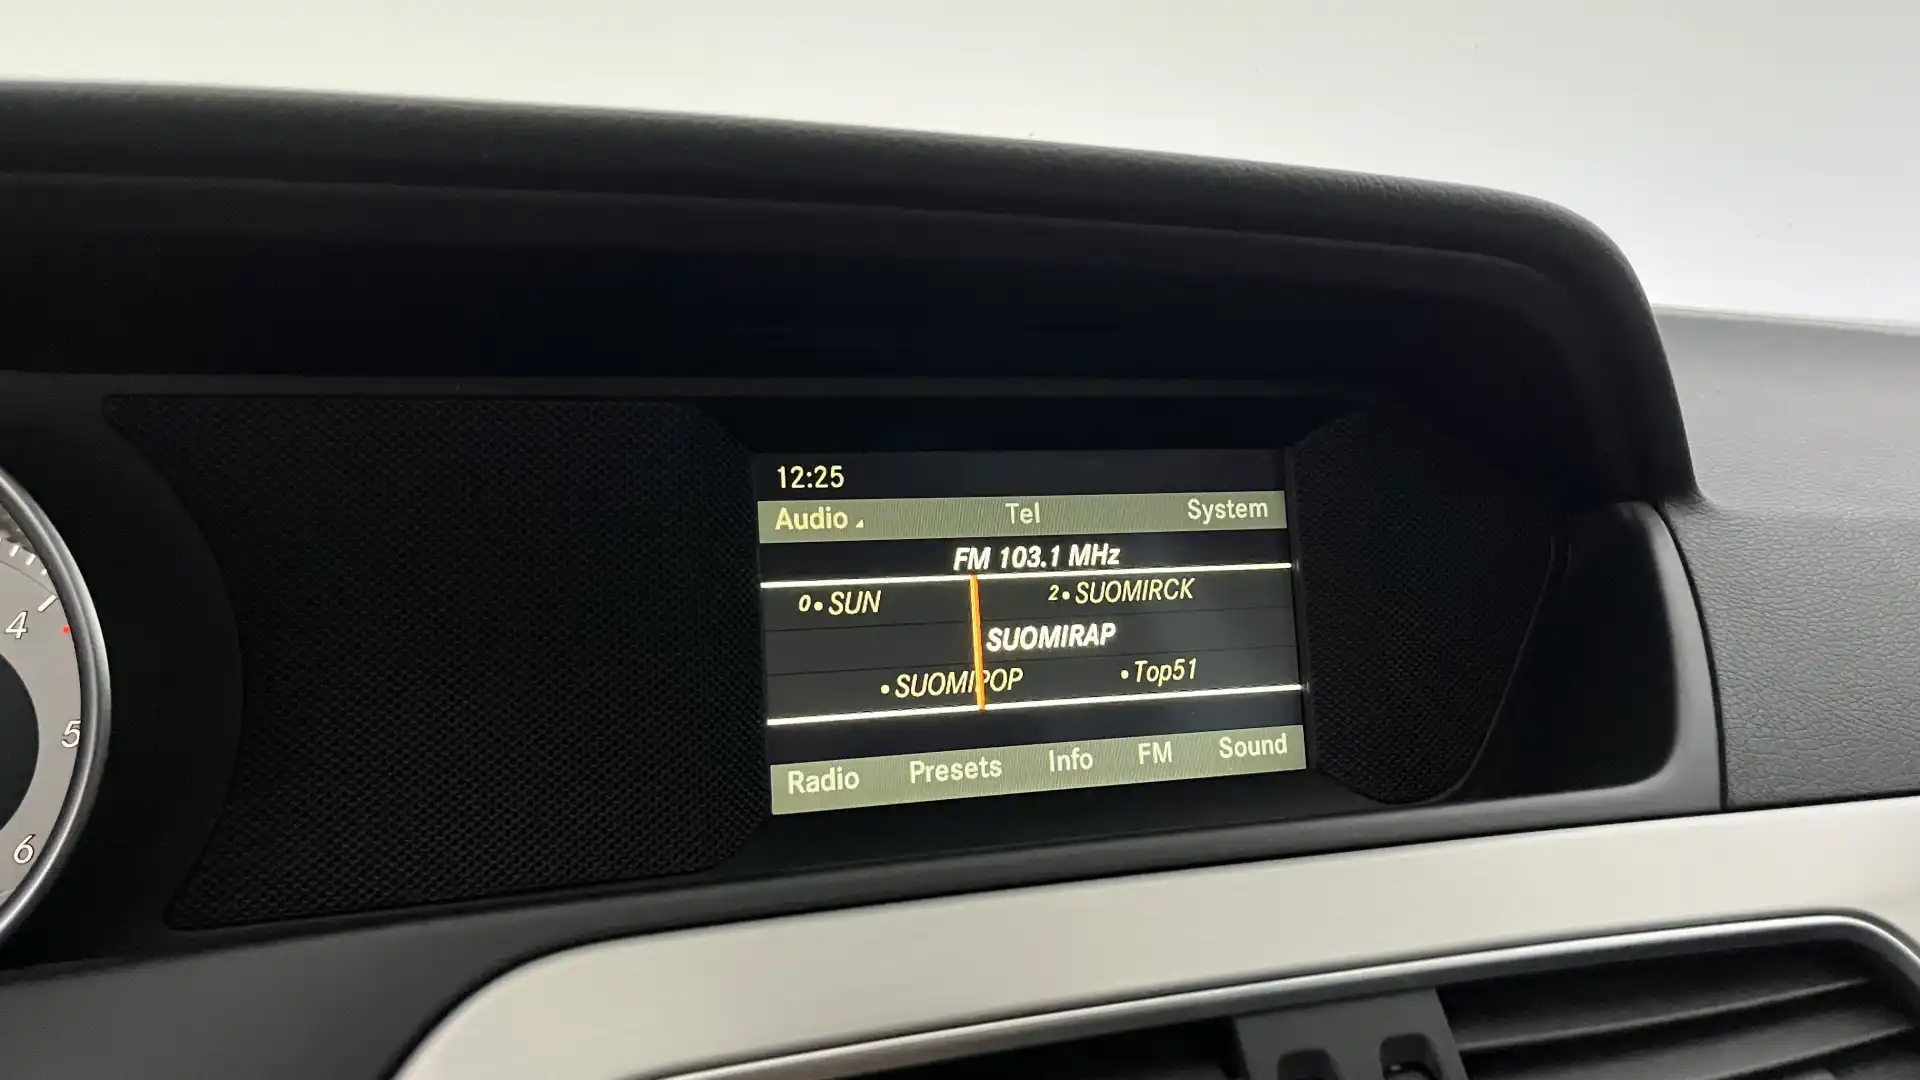 12:25
Audio Tel System
FM 103.1 MHz
0•SUN 2•SUOMIRCK
SUOMIRAP
•SUOMIPOP •Top51
Radio Presets Info FM Sound
4
5
6